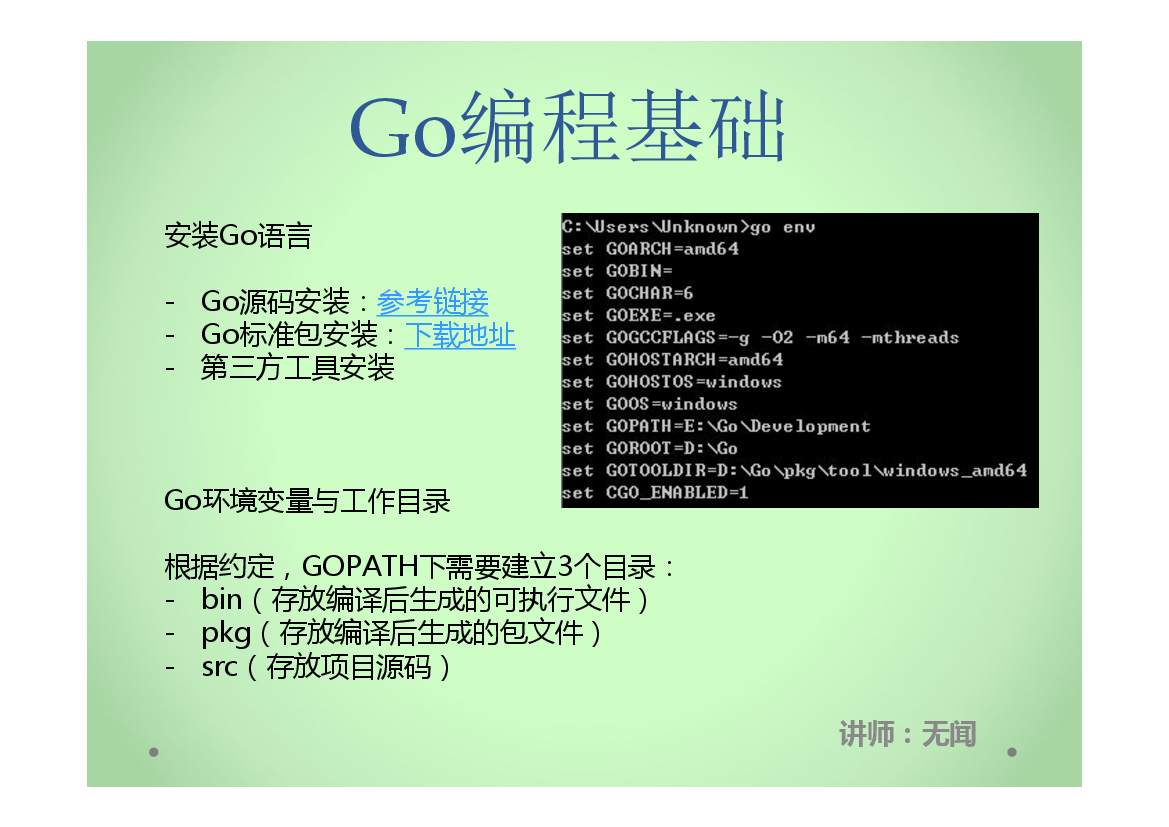 Go编程基础
安装Go语言
- Go源码安装：参考链接
- Go标准包安装：下载地址
- 第三方工具安装
C:\Users\Unknown>go env
set GOARCH=amd64
set GOBIN=
set GOCHAR=6
set GOEXE=.exe
set GOGCCFLAGS=-g -O2 -m64 -mthreads
set GOHOSTARCH=amd64
set GOHOSTOS=windows
set GOOS=windows
set GOPATH=E:\Go\Development
set GOROOT=D:\Go
set GOTOOLDIR=D:\Go\pkg\tool\windows_amd64
set CGO_ENABLED=1
Go环境变量与工作目录
根据约定，GOPATH下需要建立3个目录：
- bin（存放编译后生成的可执行文件）
- pkg（存放编译后生成的包文件）
- src（存放项目源码）
讲师：无闻